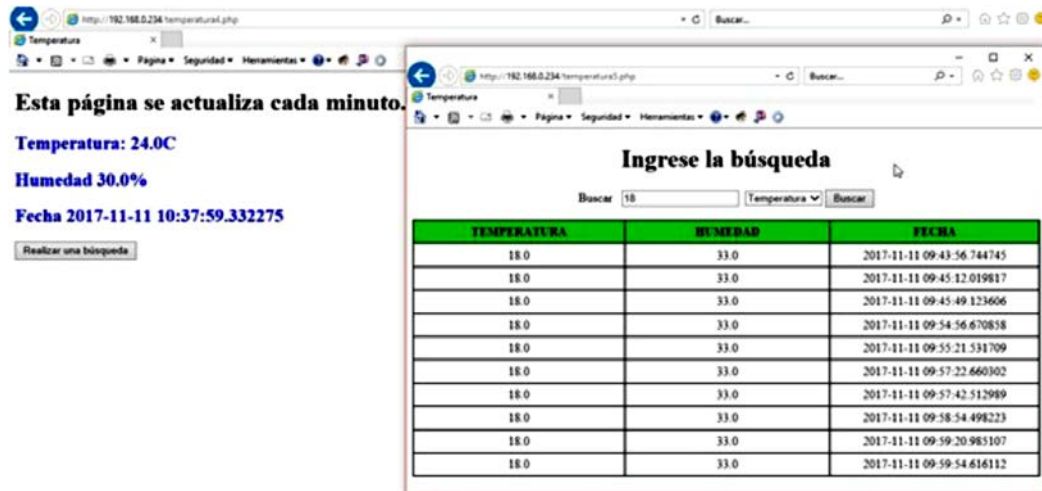 http://192.168.0.234/temperatura4.php
Buscar...
Temperatura
Página Seguridad Herramientas
Esta página se actualiza cada minuto.
Temperatura: 24.0C
Humedad 30.0%
Fecha 2017-11-11 10:37:59.332275
Realizar una búsqueda
http://192.168.0.234/temperatura5.php
Buscar...
Temperatura
Página Seguridad Herramientas
Ingrese la búsqueda
Buscar 18 Temperatura Buscar
TEMPERATURA HUMEDAD FECHA
18.0 33.0 2017-11-11 09:43:56.744745
18.0 33.0 2017-11-11 09:45:12.019817
18.0 33.0 2017-11-11 09:45:49.123606
18.0 33.0 2017-11-11 09:54:56.670858
18.0 33.0 2017-11-11 09:55:21.531709
18.0 33.0 2017-11-11 09:57:22.660302
18.0 33.0 2017-11-11 09:57:42.512989
18.0 33.0 2017-11-11 09:58:54.498223
18.0 33.0 2017-11-11 09:59:20.985107
18.0 33.0 2017-11-11 09:59:54.616112